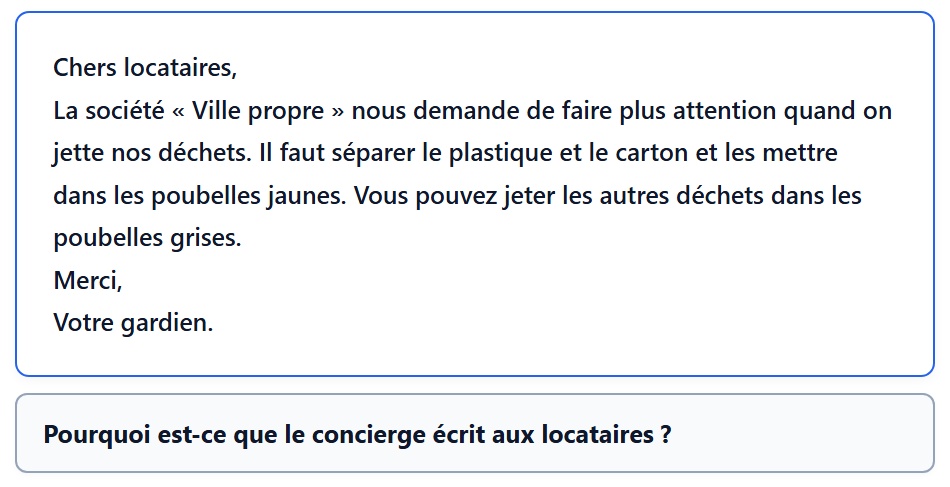 Chers locataires,
La société « Ville propre » nous demande de faire plus attention quand on
jette nos déchets. Il faut séparer le plastique et le carton et les mettre
dans les poubelles jaunes. Vous pouvez jeter les autres déchets dans les
poubelles grises.
Merci,
Votre gardien.
Pourquoi est-ce que le concierge écrit aux locataires ?